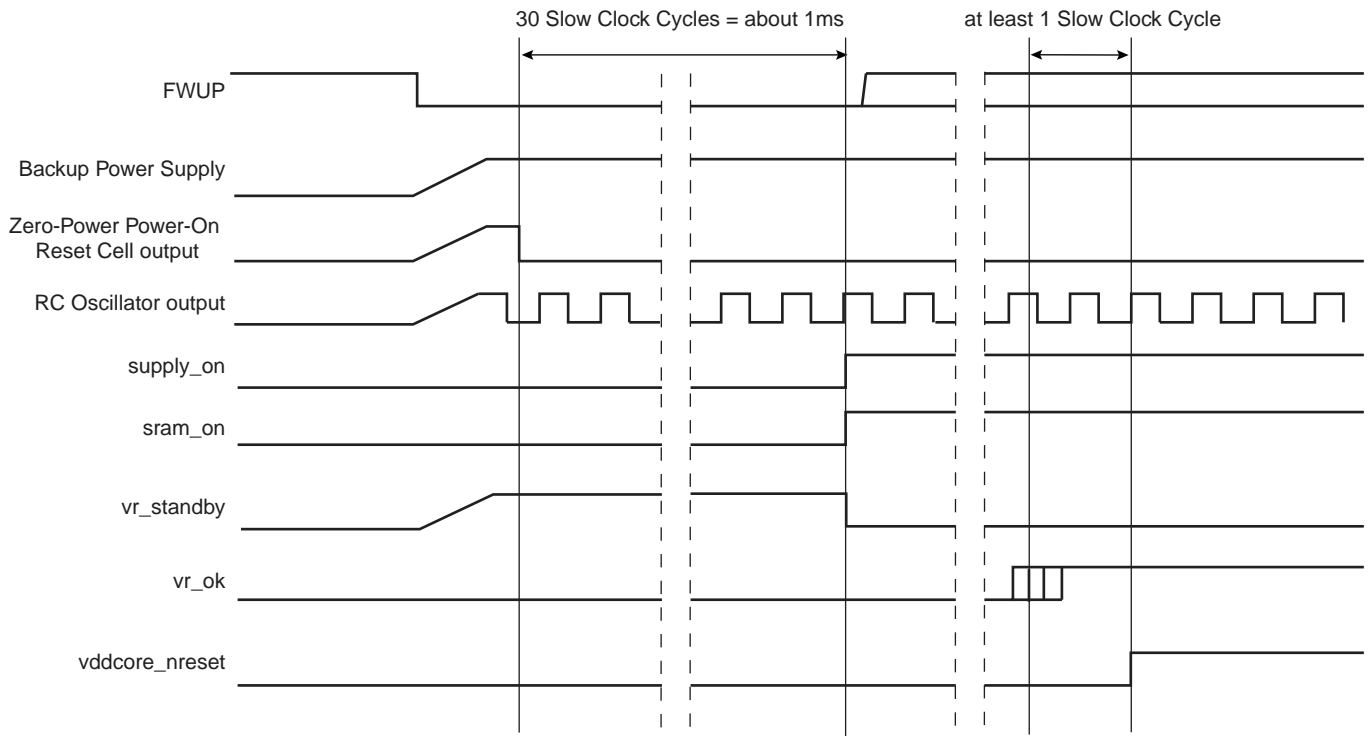 30 Slow Clock Cycles = about 1ms
at least 1 Slow Clock Cycle
FWUP
Backup Power Supply
Zero-Power Power-On
Reset Cell output
RC Oscillator output
supply_on
sram_on
vr_standby
vr_ok
vddcore_nreset